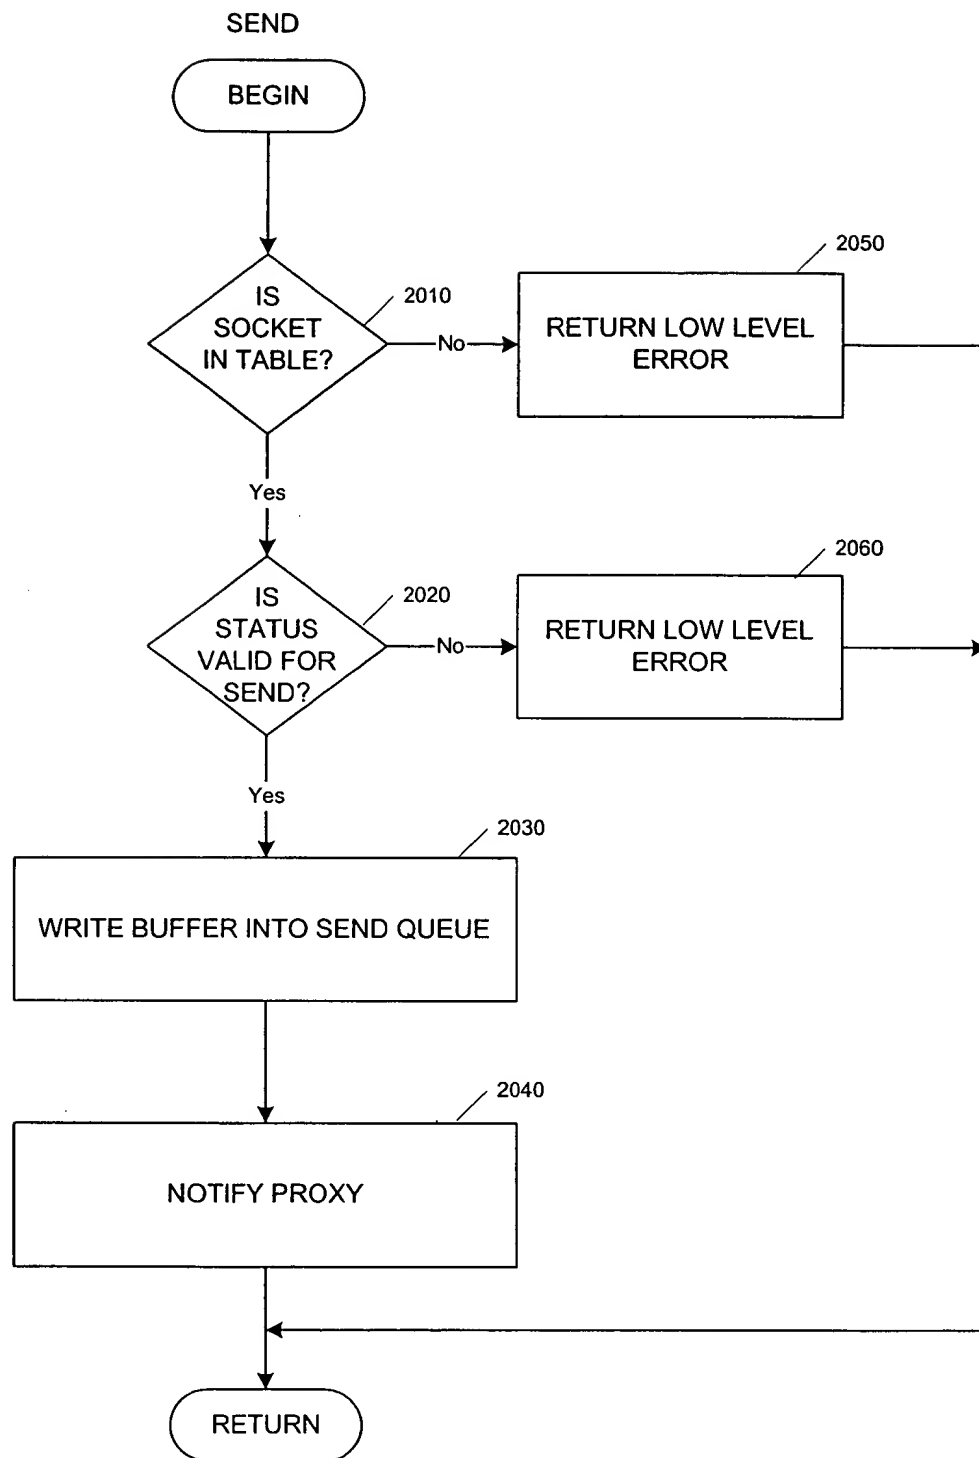 SEND
BEGIN
IS
SOCKET
IN TABLE?
2010
No
2050
RETURN LOW LEVEL
ERROR
Yes
IS
STATUS
VALID FOR
SEND?
2020
No
2060
RETURN LOW LEVEL
ERROR
Yes
2030
WRITE BUFFER INTO SEND QUEUE
2040
NOTIFY PROXY
RETURN